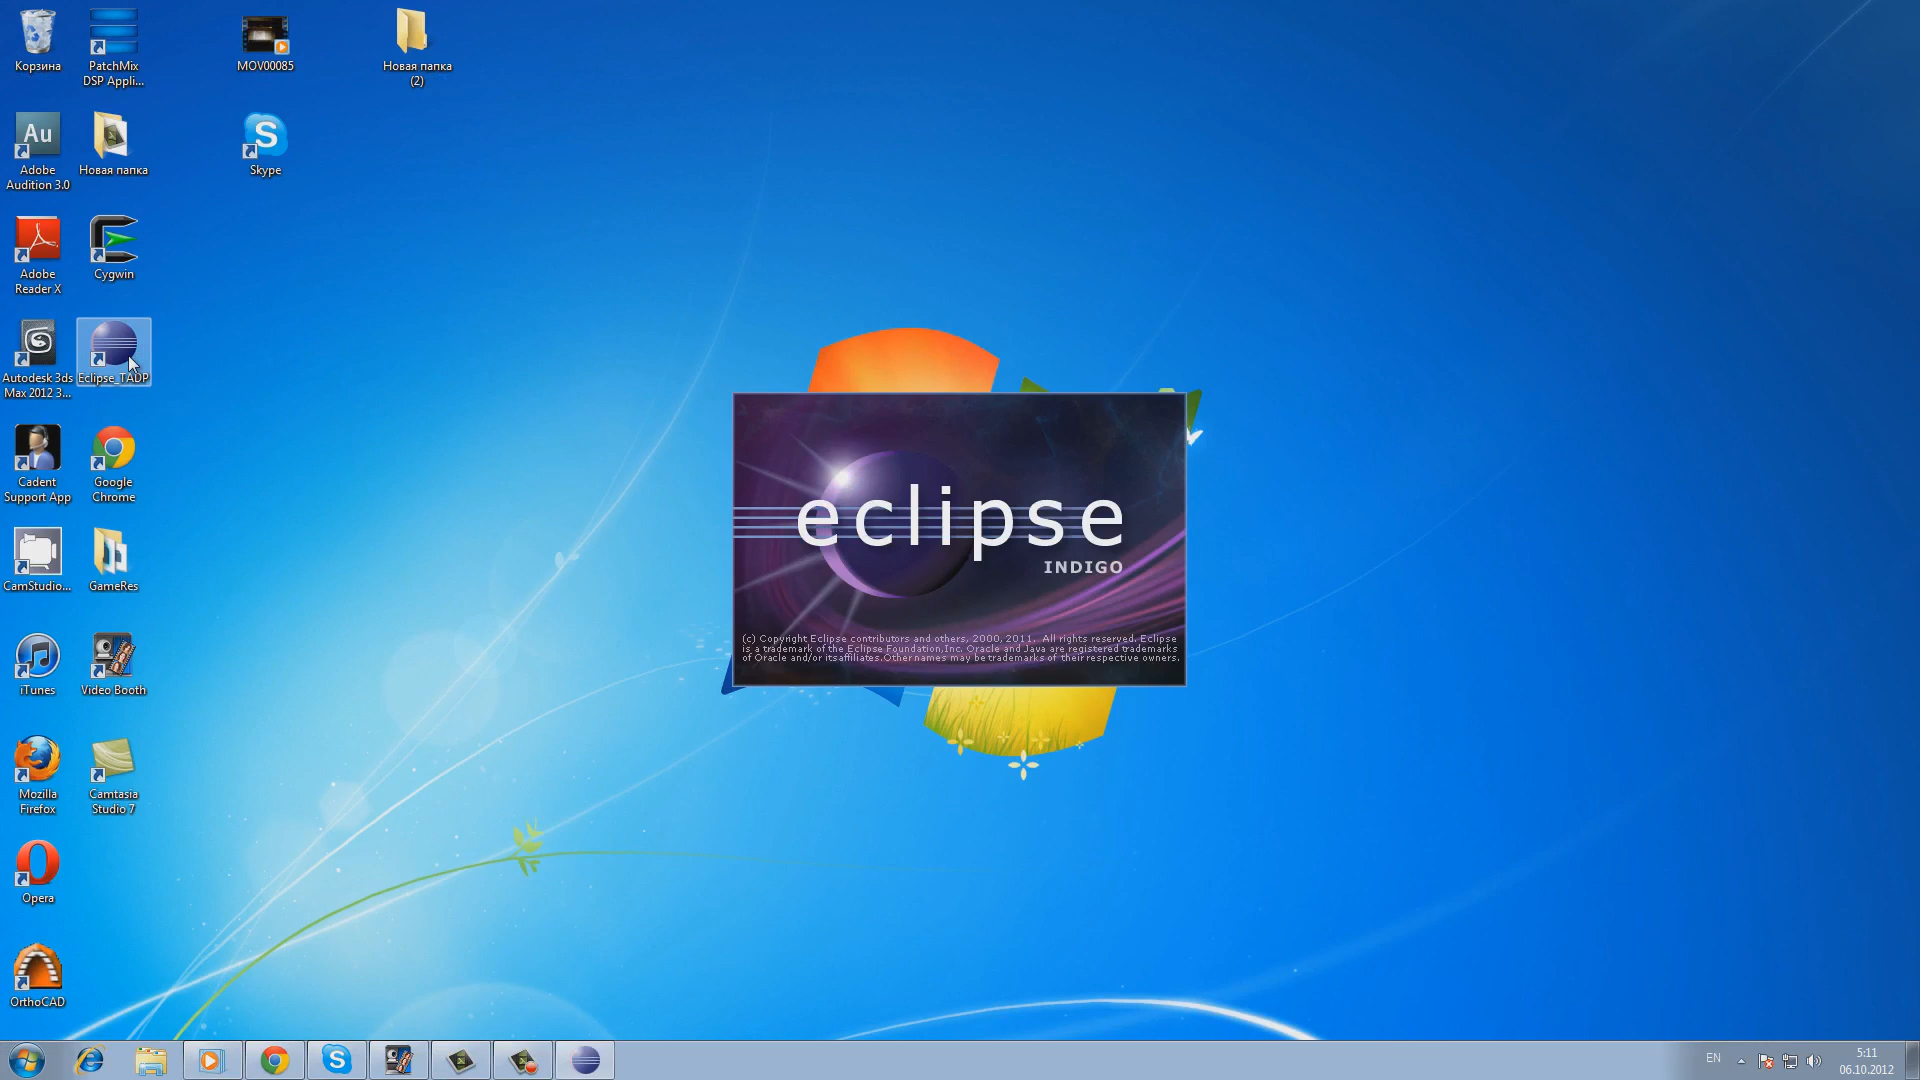 Корзина
PatchMix
DSP Appli...
MOV00085
Новая папка
(2)
Au
Adobe
Audition 3.0
Новая папка
S
Skype
Adobe
Reader X
Cygwin
Autodesk 3ds
Max 2012 3...
Eclipse_TADP
Cadent
Support App
Google
Chrome
CamStudio...
GameRes
iTunes
Video Booth
Mozilla
Firefox
Camtasia
Studio 7
Opera
OrthoCAD
eclipse
INDIGO
(c) Copyright Eclipse contributors and others, 2000, 2011. All rights reserved. Eclipse
is a trademark of the Eclipse Foundation,Inc. Oracle and Java are registered trademarks
of Oracle and/or itsaffiliates.Other names may be trademarks of their respective owners.
S
EN
5:11
06.10.2012